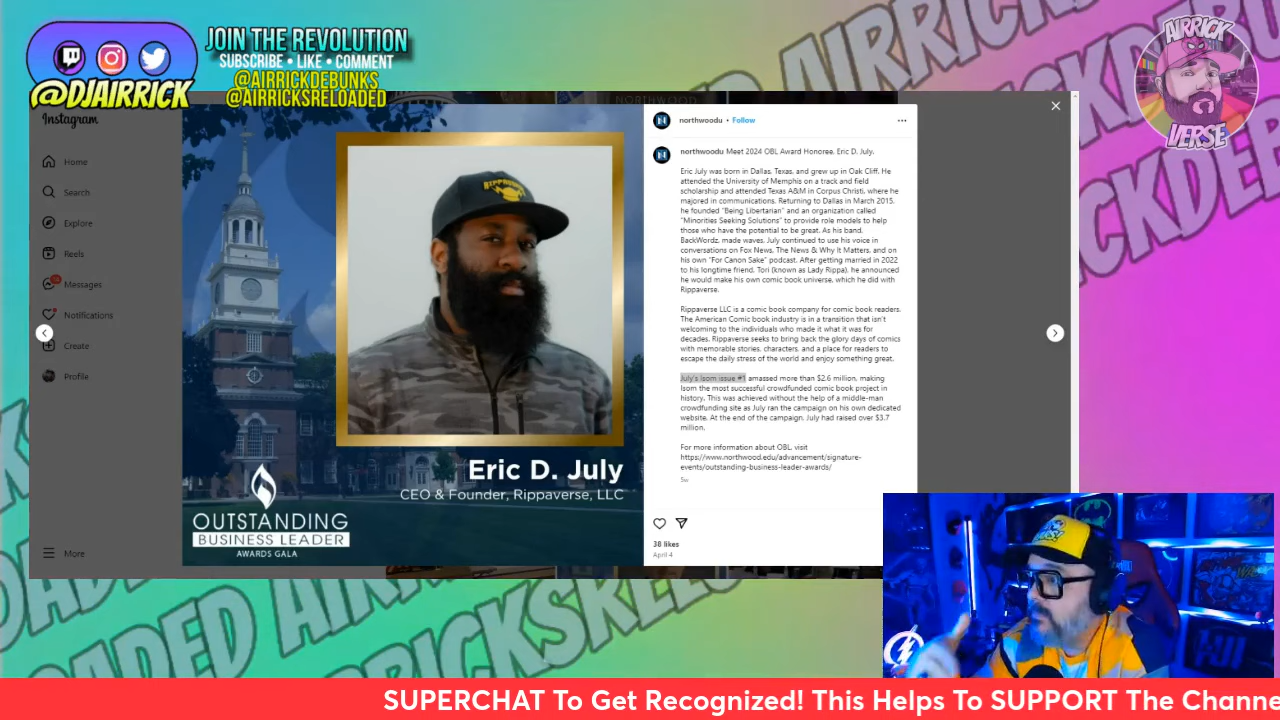 JOIN THE REVOLUTION
SUBSCRIBE • LIKE • COMMENT
@AIRRICKDEBUNKS
@AIRRICKSRELOADED
@DJAIRRICK
AIRRICK
VERSE
Instagram
Home
Search
Explore
Reels
Messages
Notifications
Create
Profile
More
NORTHWOOD
Eric D. July
CEO & Founder, Rippaverse, LLC
OUTSTANDING
BUSINESS LEADER
AWARDS GALA
northwoodu • Follow
northwoodu Meet 2024 OBL Award Honoree, Eric D. July.
Eric July was born in Dallas, Texas, and grew up in Oak Cliff. He
attended the University of Memphis on a track and field
scholarship and attended Texas A&M in Corpus Christi, where he
majored in communications. Returning to Dallas in March 2015,
he founded "Being Libertarian" and an organization called
"Minorities Seeking Solutions" to provide role models to help
those who have the potential to be great. As his band,
BackWordz, made waves, July continued to use his voice in
conversations on Fox News, The News & Why It Matters, and on
his own "For Canon Sake" podcast. After getting married in 2022
to his longtime friend, Tori (known as Lady Rippa), he announced
he would make his own comic book universe, which he did with
Rippaverse.
Rippaverse LLC is a comic book company for comic book readers.
The American Comic book industry is in a transition that isn't
welcoming to the individuals who made it what it was for
decades. Rippaverse seeks to bring back the glory days of comics
with memorable stories, characters, and a place for readers to
escape the daily stress of the world and enjoy something great.
July's Isom issue #1 amassed more than $2.6 million, making
Isom the most successful crowdfunded comic book project in
history. This was achieved without the help of a middle-man
crowdfunding site as July ran the campaign on his own dedicated
website. At the end of the campaign, July had raised over $3.7
million.
For more information about OBL, visit
https://www.northwood.edu/advancement/signature-
events/outstanding-business-leader-awards/
5w
38 likes
April 4
SUPERCHAT To Get Recognized! This Helps To SUPPORT The Channe